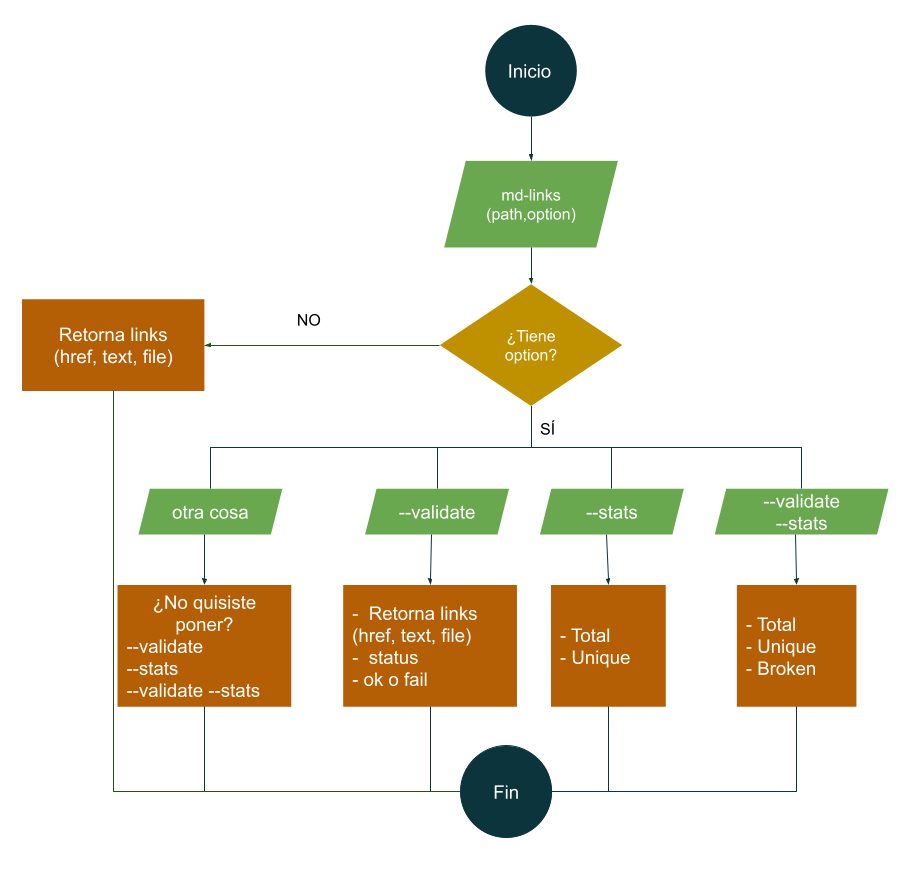 Inicio
md-links
(path,option)
¿Tiene
option?
NO
Retorna links
(href, text, file)
SÍ
otra cosa
--validate
--stats
--validate
--stats
¿No quisiste
poner?
--validate
--stats
--validate --stats
- Retorna links
(href, text, file)
- status
- ok o fail
- Total
- Unique
- Total
- Unique
- Broken
Fin